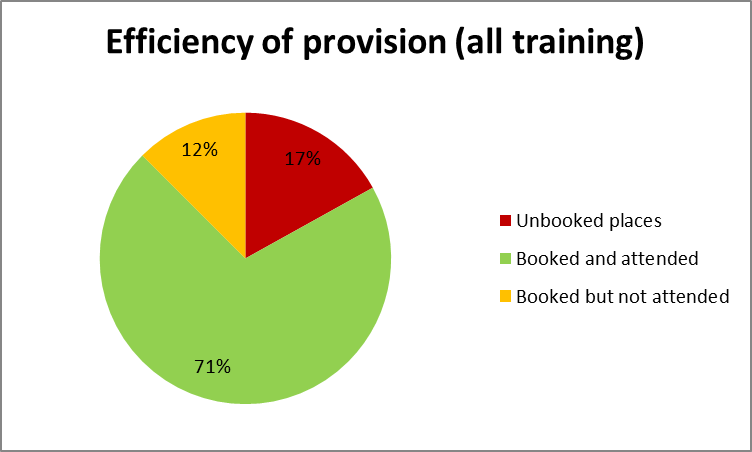 Efficiency of provision (all training)
12%
17%
71%
Unbooked places
Booked and attended
Booked but not attended